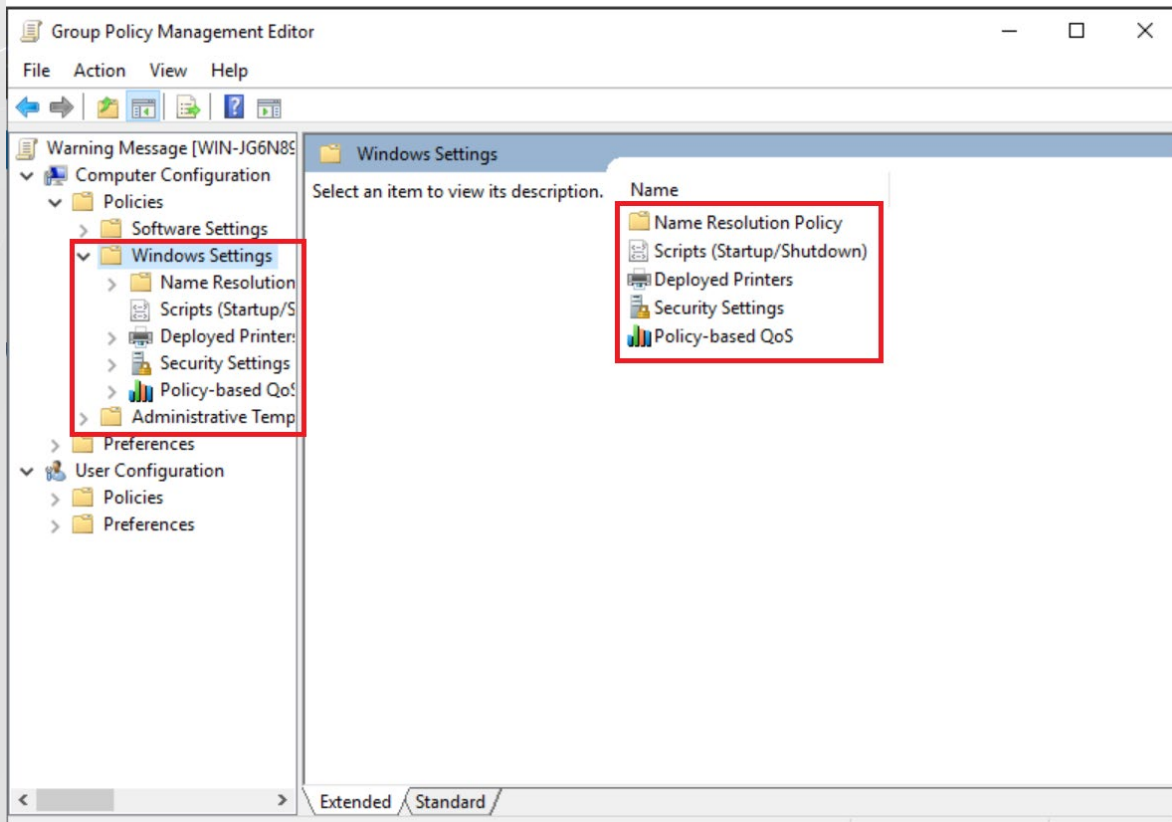 Group Policy Management Editor
File Action View Help
Warning Message [WIN-JG6N89
Computer Configuration
Policies
Software Settings
Windows Settings
Name Resolution
Scripts (Startup/S
Deployed Printer
Security Settings
Policy-based Qo
Administrative Temp
Preferences
User Configuration
Policies
Preferences
Windows Settings
Select an item to view its description.
Name
Name Resolution Policy
Scripts (Startup/Shutdown)
Deployed Printers
Security Settings
Policy-based QoS
Extended Standard